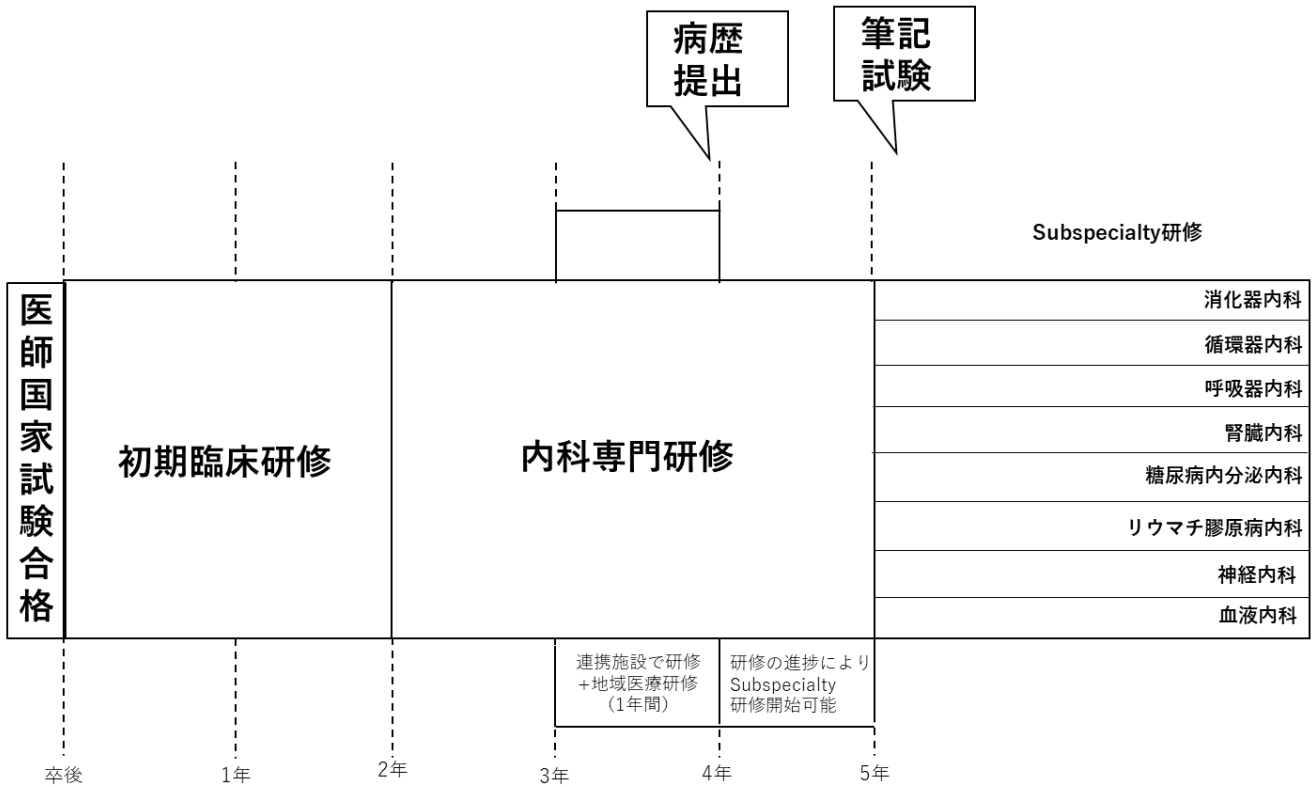 病歴
提出
筆記
試験
Subspecialty研修
医師国家試験合格
初期臨床研修
内科専門研修
消化器内科
循環器内科
呼吸器内科
腎臓内科
糖尿病内分泌内科
リウマチ膠原病内科
神経内科
血液内科
連携施設で研修
+地域医療研修
（1年間）
研修の進捗により
Subspecialty
研修開始可能
卒後
1年
2年
3年
4年
5年